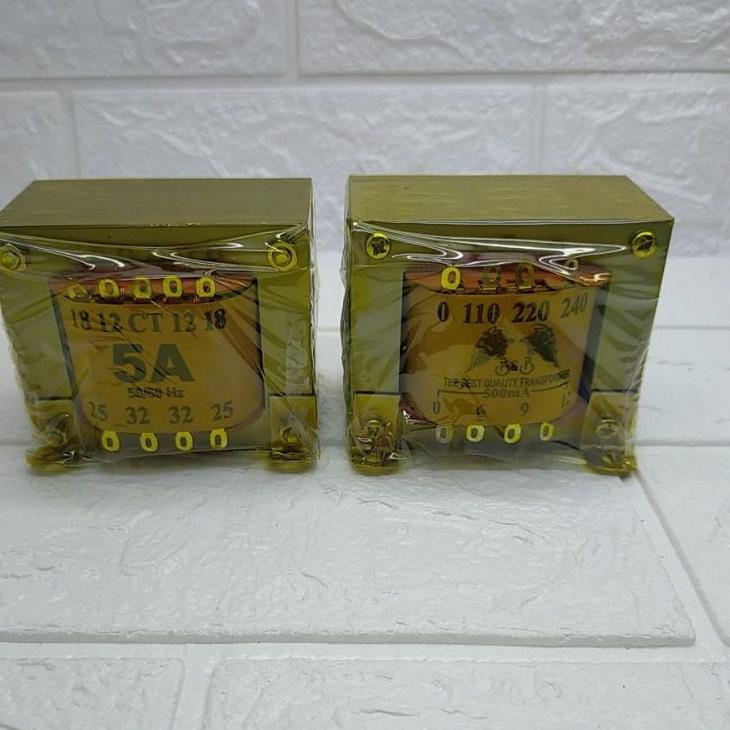 18 12 CT 12 18
5A
50/60 Hz
25 32 32 25
0 110 220 240
B&B
THE BEST QUALITY TRANSFORMER
500mA
0 6 9 12